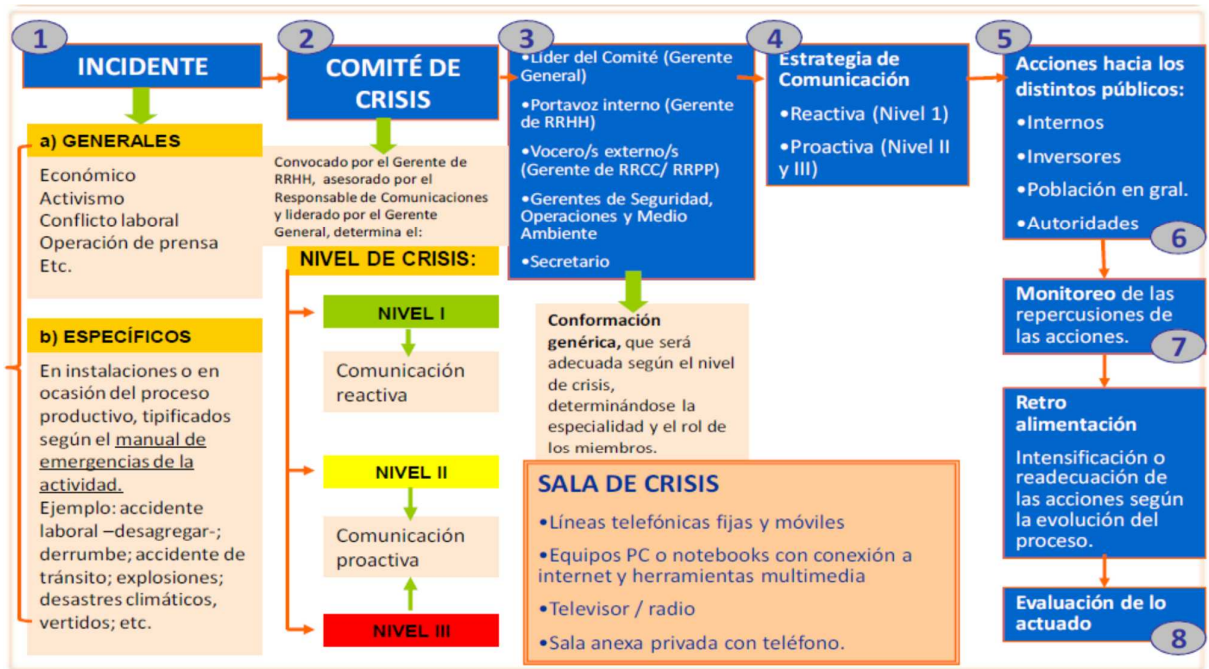 1
INCIDENTE
a) GENERALES
Económico
Activismo
Conflicto laboral
Operación de prensa
Etc.
b) ESPECÍFICOS
En instalaciones o en
ocasión del proceso
productivo, tipificados
según el manual de
emergencias de la
actividad.
Ejemplo: accidente
laboral –desagregar-;
derrumbe; accidente de
tránsito; explosiones;
desastres climáticos,
vertidos; etc.
2
COMITÉ DE
CRISIS
Convocado por el Gerente de
RRHH, asesorado por el
Responsable de Comunicaciones
y liderado por el Gerente
General, determina el:
NIVEL DE CRISIS:
NIVEL I
Comunicación
reactiva
NIVEL II
Comunicación
proactiva
NIVEL III
3
•Líder del Comité (Gerente
General)
•Portavoz interno (Gerente
de RRHH)
•Vocero/s externo/s
(Gerente de RRCC/ RRPP)
•Gerentes de Seguridad,
Operaciones y Medio
Ambiente
•Secretario
Conformación
genérica, que será
adecuada según el nivel
de crisis,
determinándose la
especialidad y el rol de
los miembros.
SALA DE CRISIS
•Líneas telefónicas fijas y móviles
•Equipos PC o notebooks con conexión a
internet y herramientas multimedia
•Televisor / radio
•Sala anexa privada con teléfono.
4
Estrategia de
Comunicación
•Reactiva (Nivel 1)
•Proactiva (Nivel II
y III)
5
Acciones hacia los
distintos públicos:
•Internos
•Inversores
•Población en gral.
•Autoridades
6
Monitoreo de las
repercusiones de
las acciones.
7
Retro
alimentación
Intensificación o
readecuación de
las acciones según
la evolución del
proceso.
Evaluación de lo
actuado
8